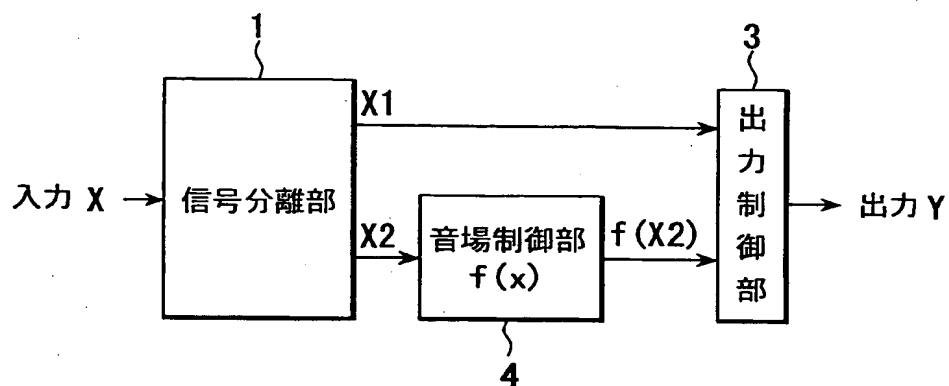 1
3
X1
入力 X
信号分離部
X2
音場制御部
f(x)
f(X2)
出力制御部
出力 Y
4